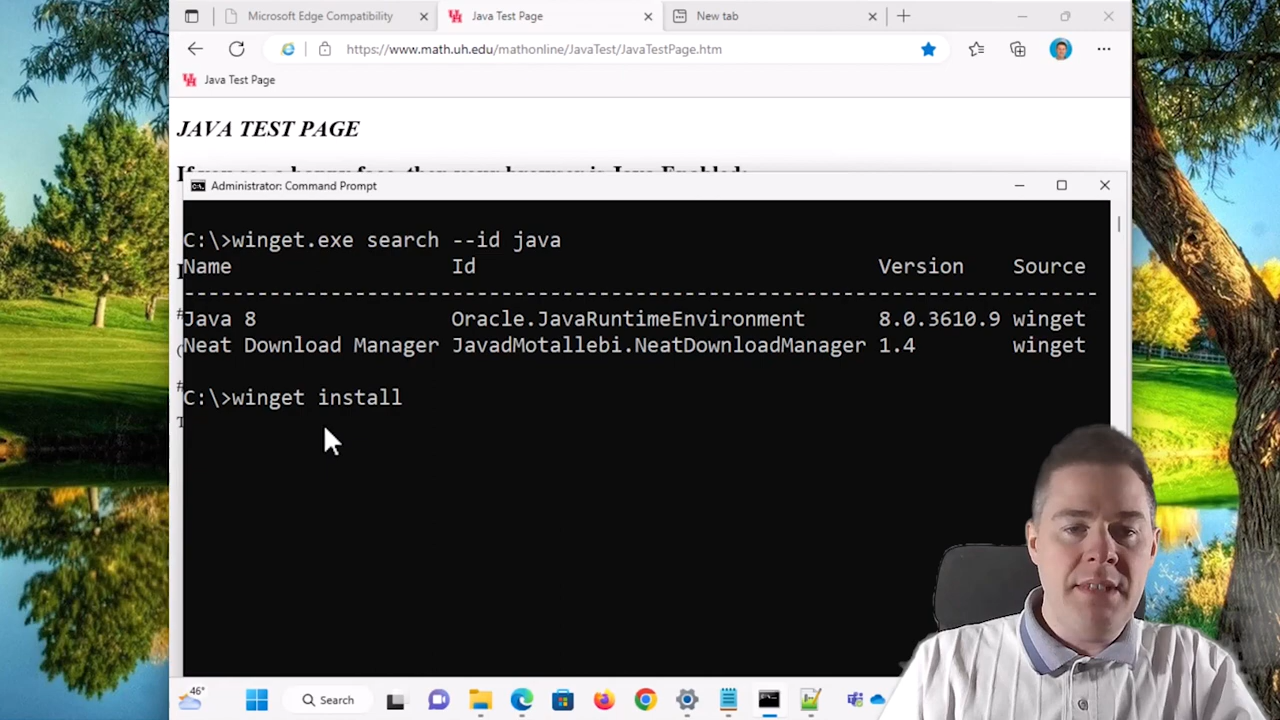 Microsoft Edge Compatibility
Java Test Page
New tab
https://www.math.uh.edu/mathonline/JavaTest/JavaTestPage.htm
Java Test Page
JAVA TEST PAGE
Administrator: Command Prompt
C:\>winget.exe search --id java
Name Id Version Source
--------------------------------------------------------------------------
Java 8 Oracle.JavaRuntimeEnvironment 8.0.3610.9 winget
Neat Download Manager JavadMotallebi.NeatDownloadManager 1.4 winget
C:\>winget install
46°
Search